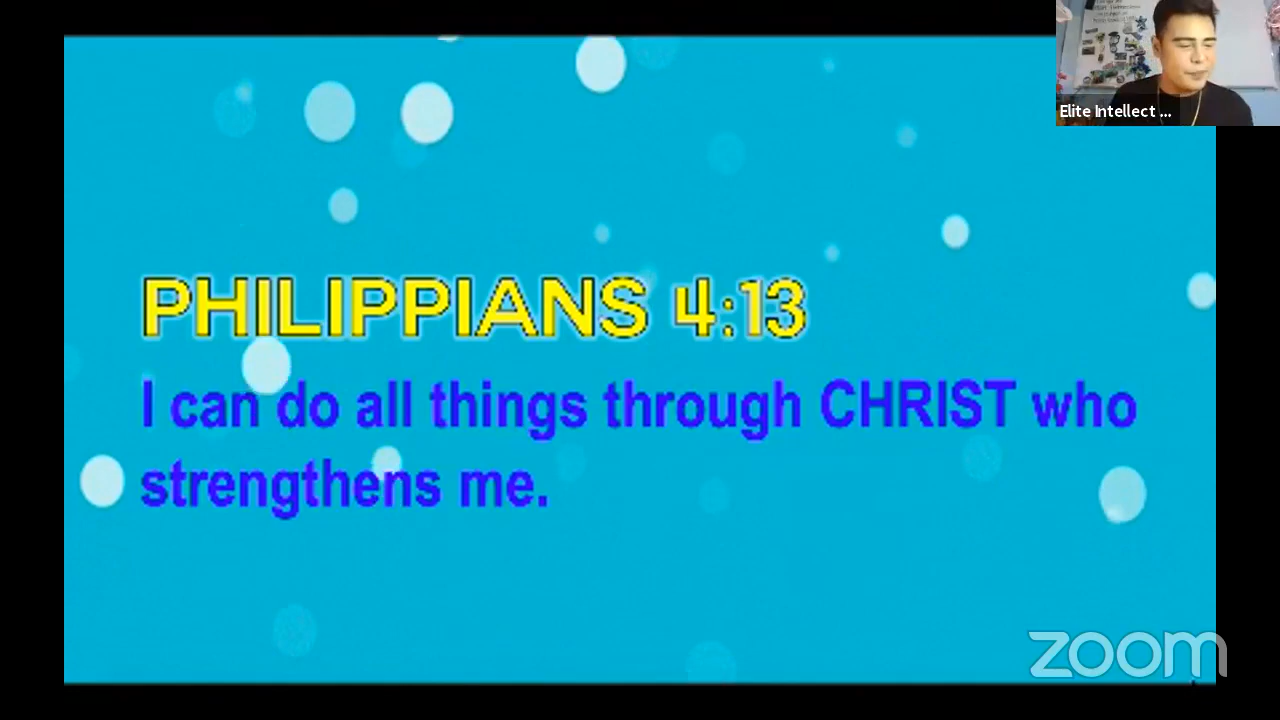 Elite Intellect ...
PHILIPPIANS 4:13
I can do all things through CHRIST who
strengthens me.
zoom